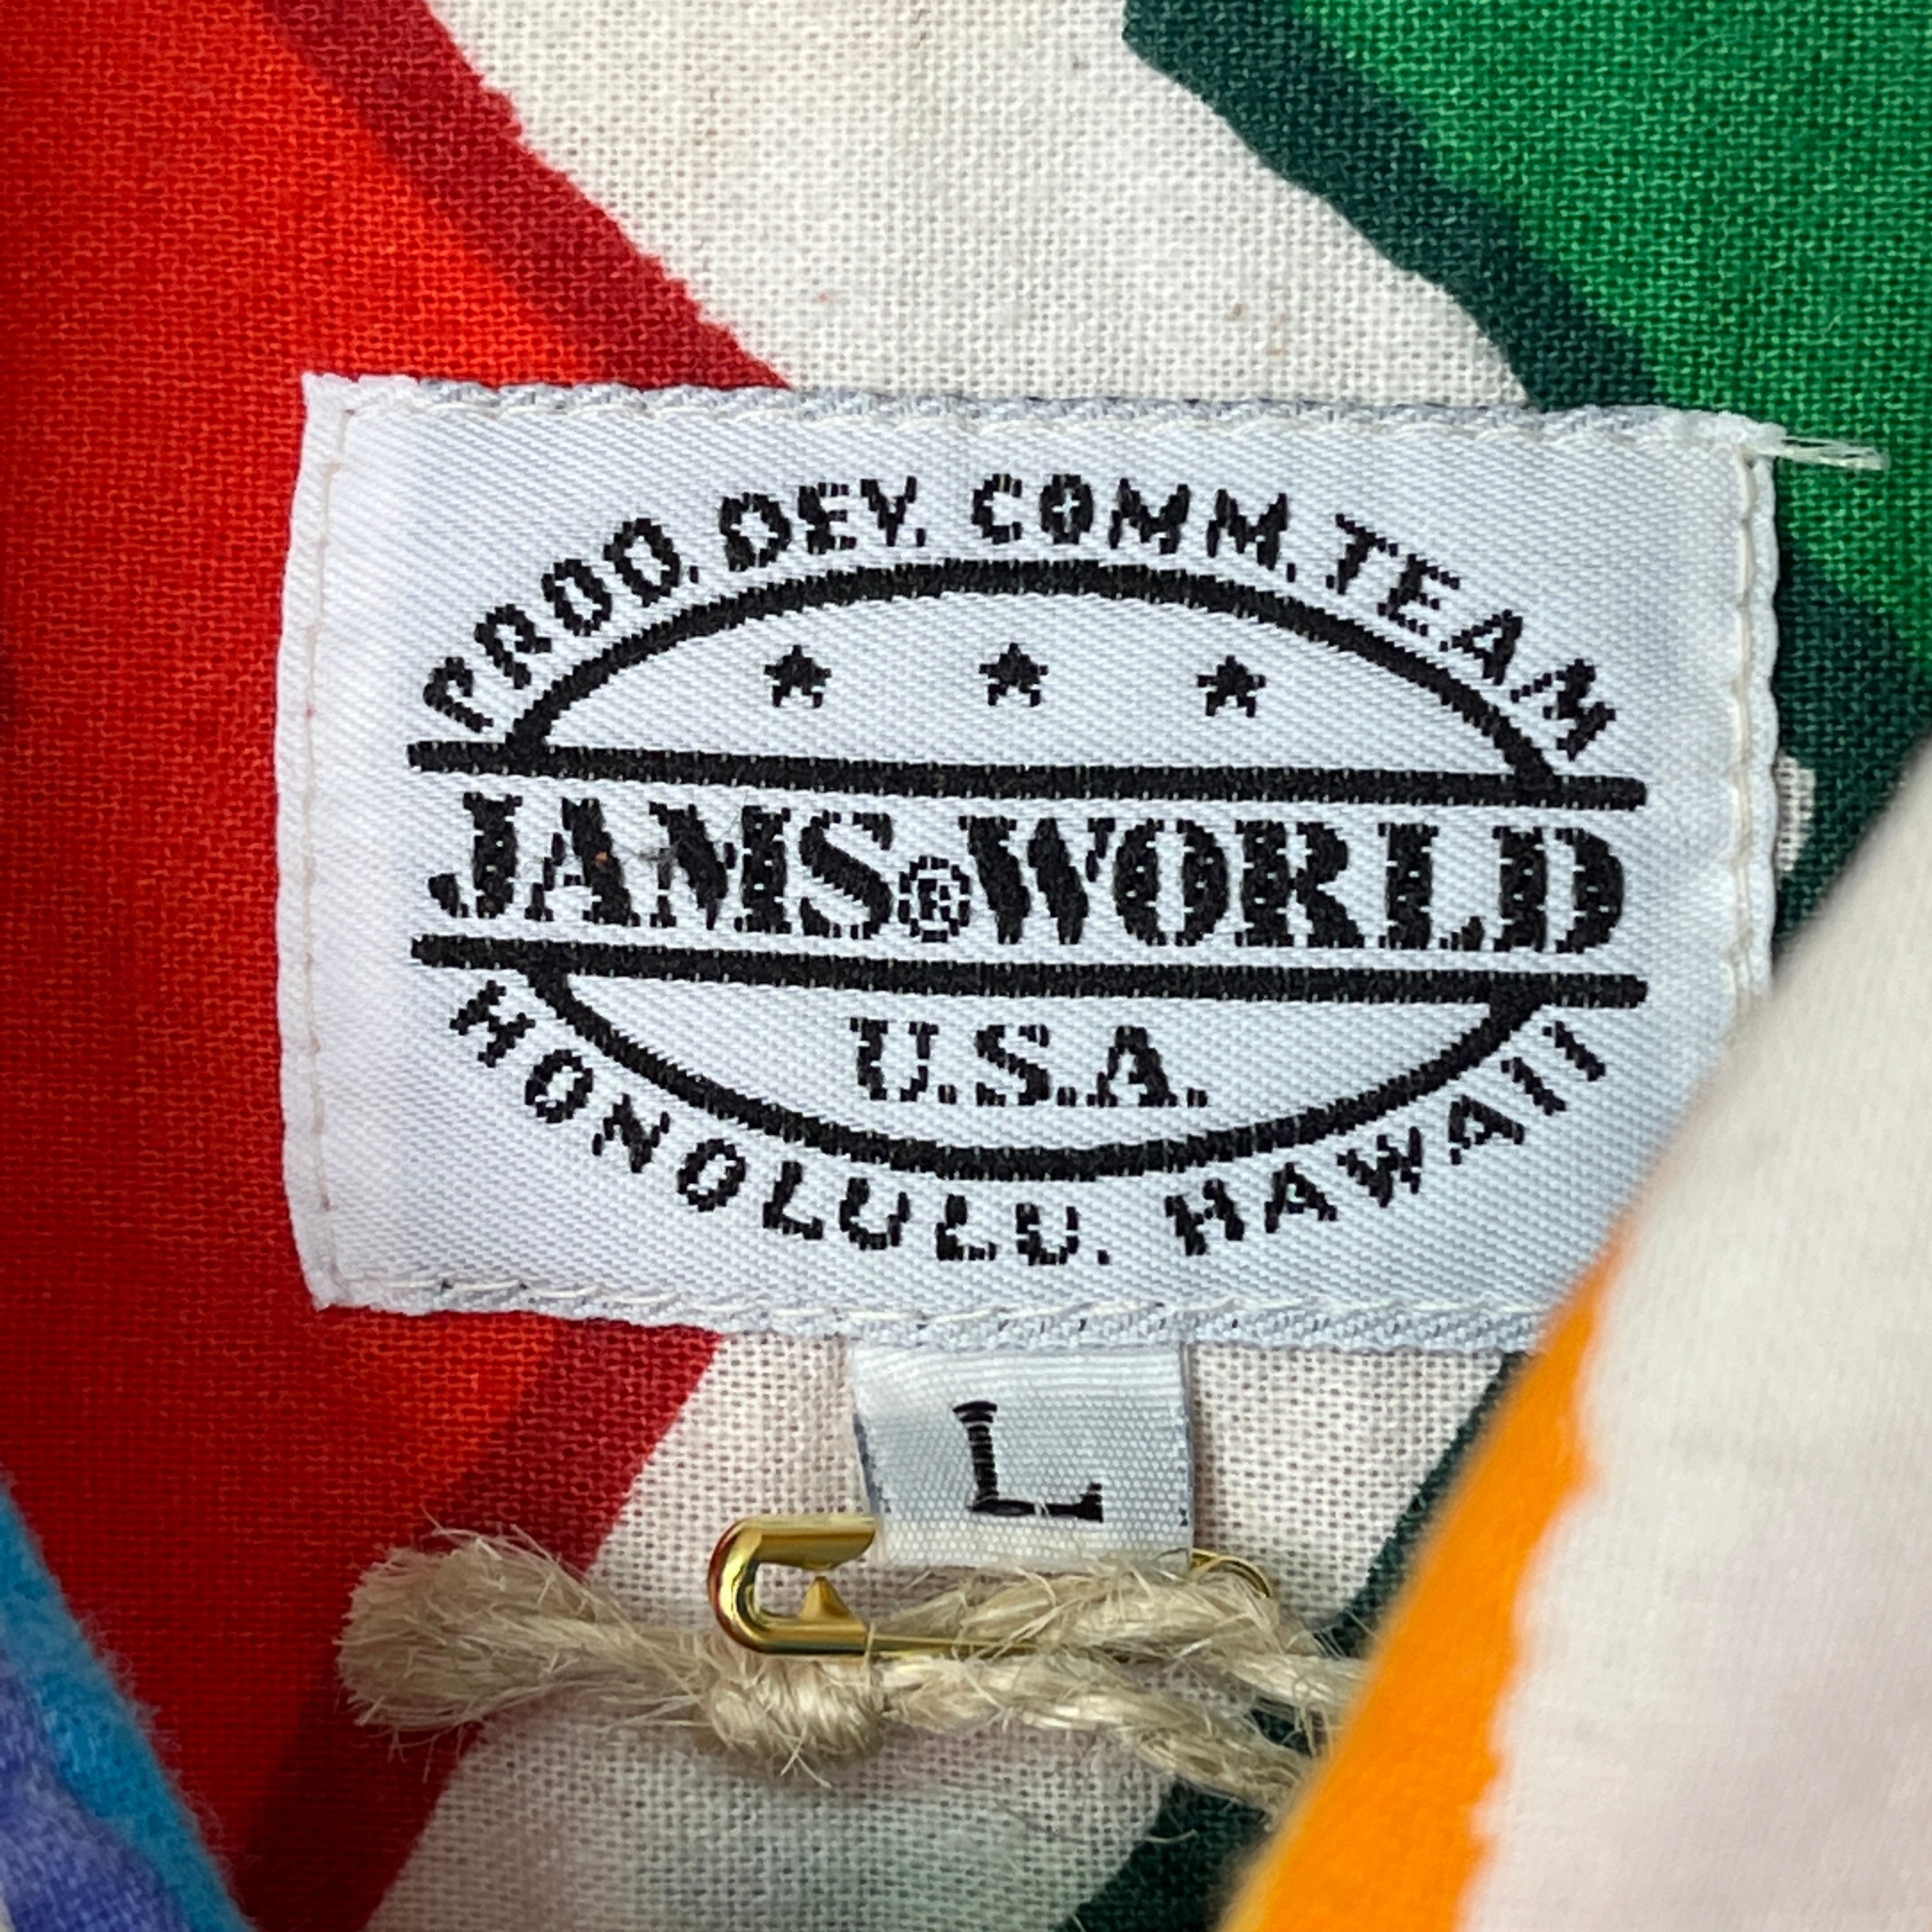 PROD. DEV. COMM. TEAM
JAMS®WORLD
U.S.A.
HONOLULU, HAWAII
L